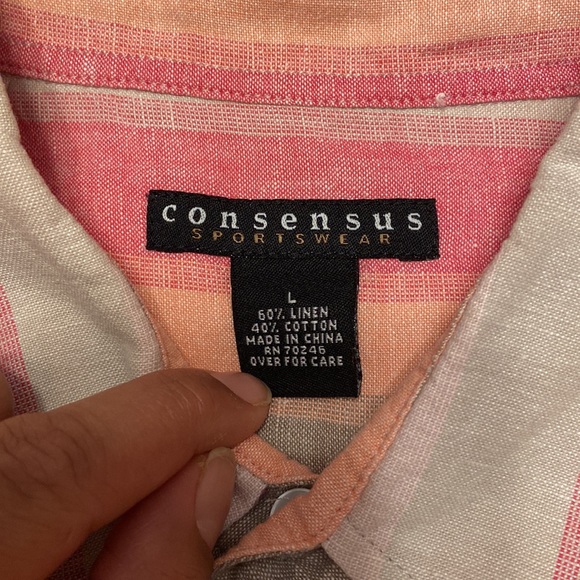 consensus
SPORTSWEAR
L
60% LINEN
40% COTTON
MADE IN CHINA
RN 70246
OVER FOR CARE